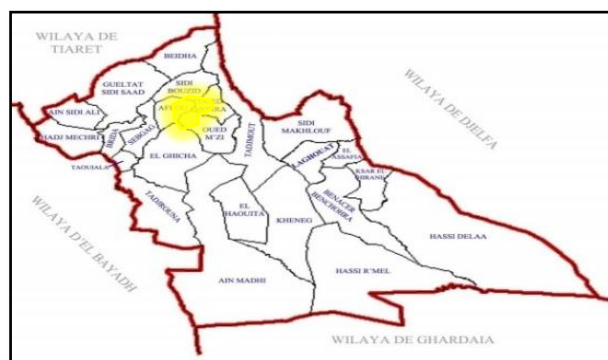 WILAYA DE
TIARET
BEIDHA
GUELTAT
SIDI SAAD
SIDI
BOUZID
AIN SIDI ALI
HADJ MECHRI
SEBGAG
OUED
M'ZI
TAOUIALA
EL GHICHA
TADJMOUT
SIDI
MAKHLOUF
WILAYA DE DJELFA
LAGHOUAT
EL
ASSAFIA
KSAR EL
HIRANE
TADJROUNA
EL
HAOUITA
KHENEG
BENACER
BENCHOHRA
HASSI DELAA
WILAYA D'EL BAYADH
AIN MADHI
HASSI R'MEL
WILAYA DE GHARDAIA